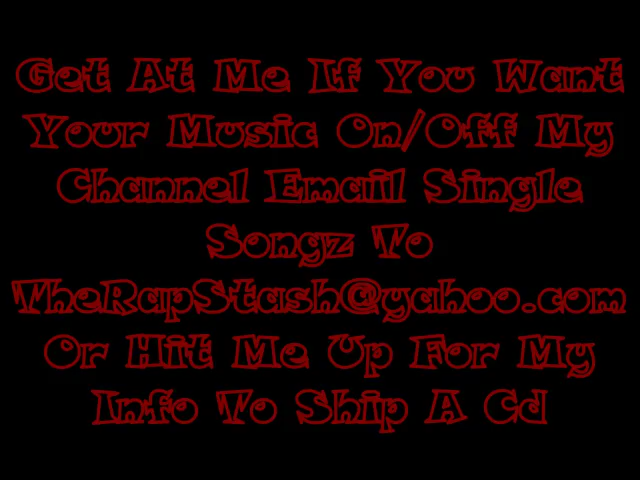 Get At Me If You Want
Your Music On/Off My
Channel Email Single
Songz To
TheRapStash@yahoo.com
Or Hit Me Up For My
Info To Ship A Cd